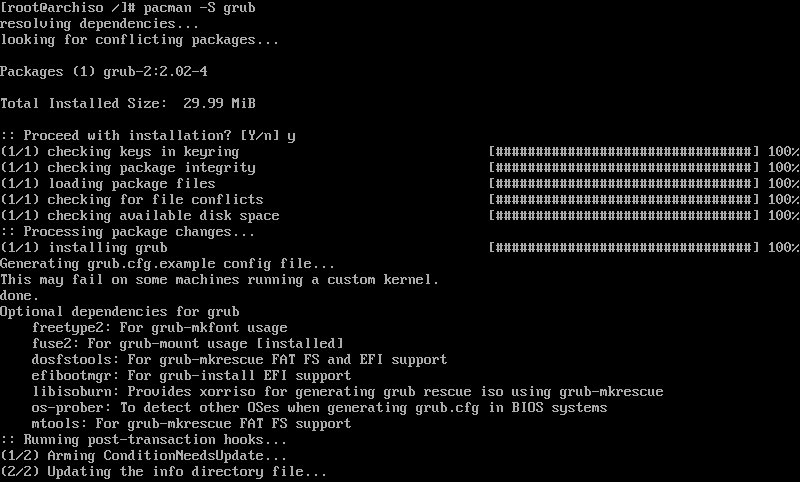 [root@archiso /]# pacman -S grub
resolving dependencies...
looking for conflicting packages...
Packages (1) grub-2:2.02-4
Total Installed Size:  29.99 MiB
:: Proceed with installation? [Y/n] y
(1/1) checking keys in keyring [################################] 100%
(1/1) checking package integrity [################################] 100%
(1/1) loading package files [################################] 100%
(1/1) checking for file conflicts [################################] 100%
(1/1) checking available disk space [################################] 100%
:: Processing package changes...
(1/1) installing grub [################################] 100%
Generating grub.cfg.example config file...
This may fail on some machines running a custom kernel.
done.
Optional dependencies for grub
    freetype2: For grub-mkfont usage
    fuse2: For grub-mount usage [installed]
    dosfstools: For grub-mkrescue FAT FS and EFI support
    efibootmgr: For grub-install EFI support
    libisoburn: Provides xorriso for generating grub rescue iso using grub-mkrescue
    os-prober: To detect other OSes when generating grub.cfg in BIOS systems
    mtools: For grub-mkrescue FAT FS support
:: Running post-transaction hooks...
(1/2) Arming ConditionNeedsUpdate...
(2/2) Updating the info directory file...